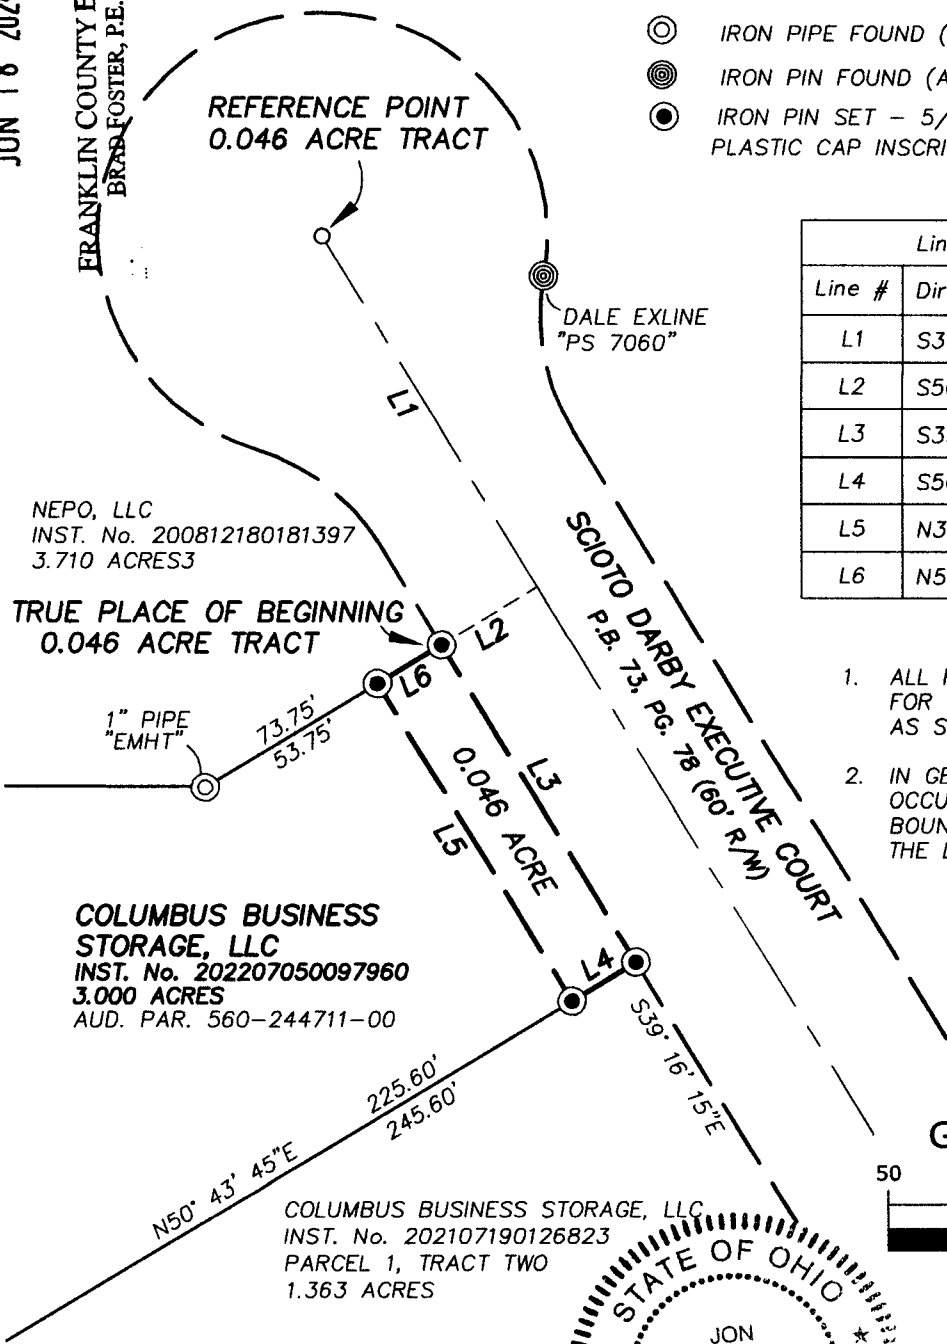 JUN 18
FRANKLIN COUNTY
BRAD FOSTER, P.E.
REFERENCE POINT
0.046 ACRE TRACT
IRON PIPE FOUND (
IRON PIN FOUND (A
IRON PIN SET – 5/
PLASTIC CAP INSCRI
DALE EXLINE
"PS 7060"
Lin
Line # Dir
L1 S3
L2 S5
L3 S3
L4 S5
L5 N3
L6 N5
L1
NEPO, LLC
INST. No. 200812180181397
3.710 ACRES3
TRUE PLACE OF BEGINNING
0.046 ACRE TRACT
L2
L6
SCIOTO DARBY EXECUTIVE COURT
P.B. 73, PG. 78 (60' R/W)
1" PIPE
"EMHT"
73.75'
53.75'
L3
0.046 ACRE
L5
1. ALL
FOR
AS S
2. IN GE
OCCU
BOUN
THE
COLUMBUS BUSINESS
STORAGE, LLC
INST. No. 202207050097960
3.000 ACRES
AUD. PAR. 560-244711-00
L4
S39° 16' 15"E
225.60'
245.60'
N50° 43' 45"E
G
50
COLUMBUS BUSINESS STORAGE, LLC
INST. No. 202107190126823
PARCEL 1, TRACT TWO
1.363 ACRES
STATE OF OHIO
JON